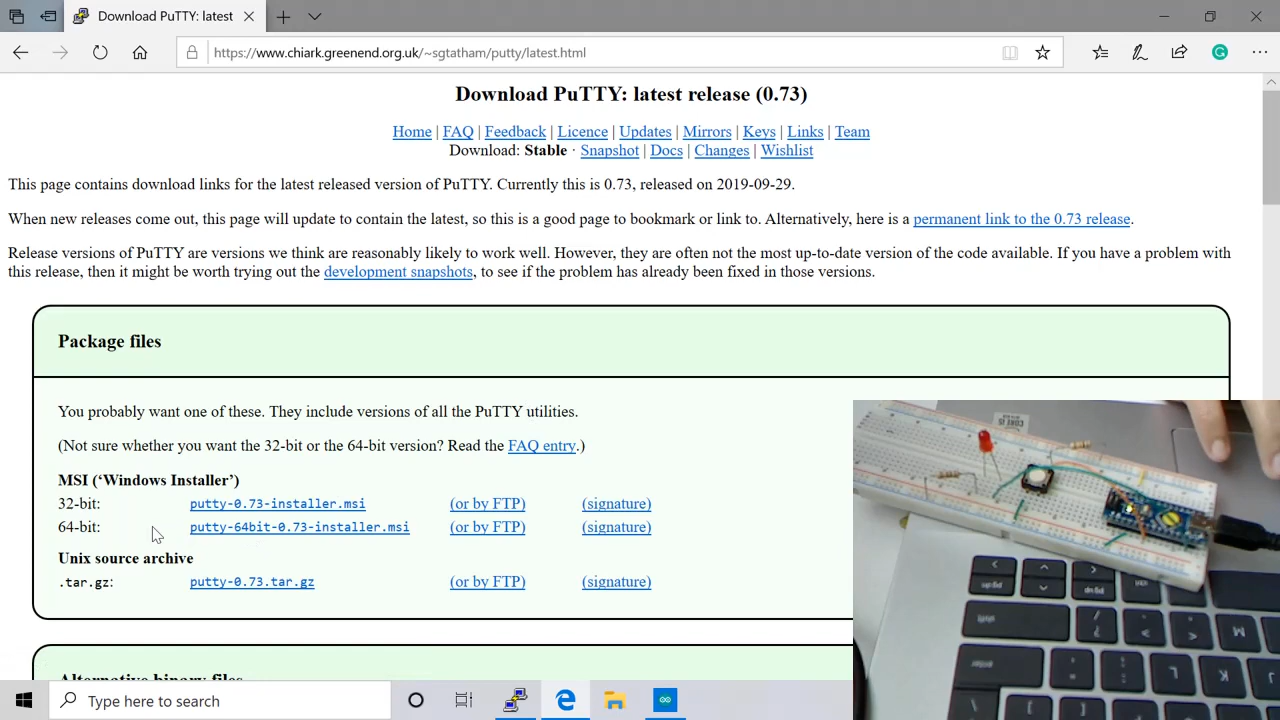 Download PuTTY: latest
https://www.chiark.greenend.org.uk/~sgtatham/putty/latest.html
Download PuTTY: latest release (0.73)
Home | FAQ | Feedback | Licence | Updates | Mirrors | Keys | Links | Team
Download: Stable · Snapshot | Docs | Changes | Wishlist
This page contains download links for the latest released version of PuTTY. Currently this is 0.73, released on 2019-09-29.
When new releases come out, this page will update to contain the latest, so this is a good page to bookmark or link to. Alternatively, here is a permanent link to the 0.73 release.
Release versions of PuTTY are versions we think are reasonably likely to work well. However, they are often not the most up-to-date version of the code available. If you have a problem with
this release, then it might be worth trying out the development snapshots, to see if the problem has already been fixed in those versions.
Package files
You probably want one of these. They include versions of all the PuTTY utilities.
(Not sure whether you want the 32-bit or the 64-bit version? Read the FAQ entry.)
MSI (‘Windows Installer’)
32-bit: putty-0.73-installer.msi (or by FTP) (signature)
64-bit: putty-64bit-0.73-installer.msi (or by FTP) (signature)
Unix source archive
.tar.gz: putty-0.73.tar.gz (or by FTP) (signature)
Alternative binary files
Type here to search
CORE i5
pg up
pg dn
shift
enter
M
K
L